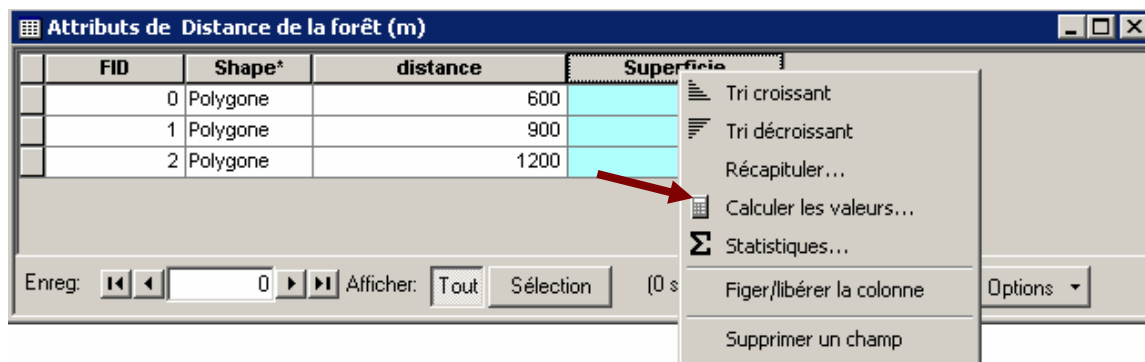 Attributs de Distance de la forêt (m)
FID Shape* distance Superficie
0 Polygone 600
1 Polygone 900
2 Polygone 1200
Tri croissant
Tri décroissant
Récapituler...
Calculer les valeurs...
Σ Statistiques...
Figer/libérer la colonne
Supprimer un champ
Enreg: 0 Afficher: Tout Sélection (0 s Options